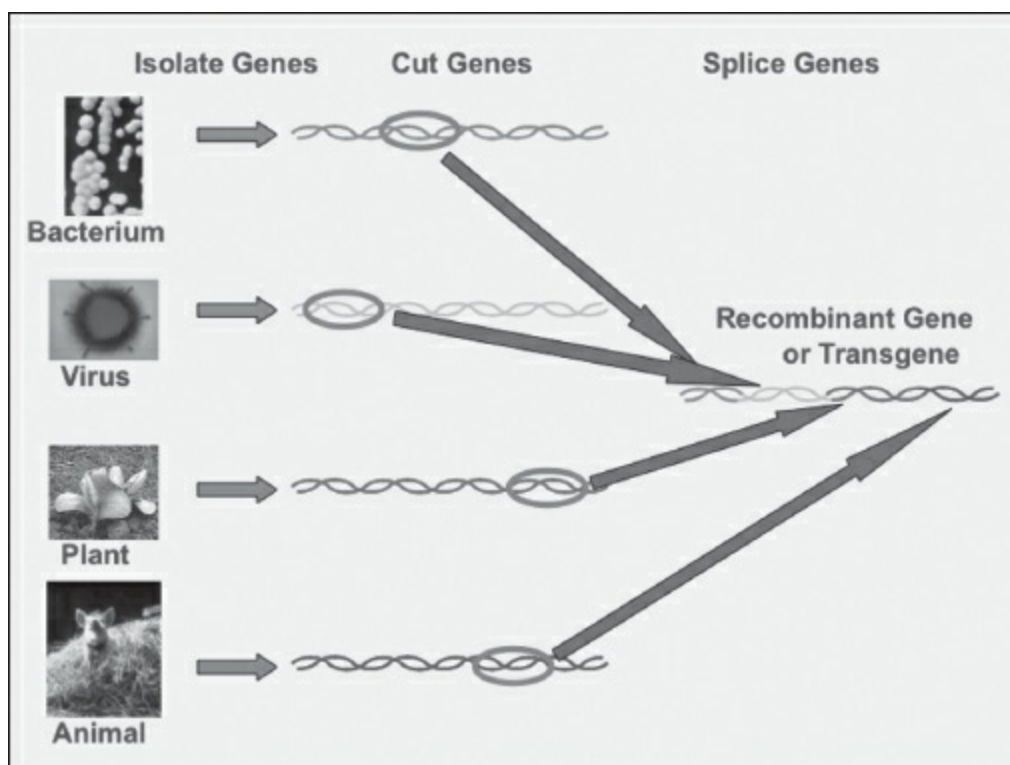 Isolate Genes
Cut Genes
Splice Genes
Bacterium
Virus
Recombinant Gene
or Transgene
Plant
Animal